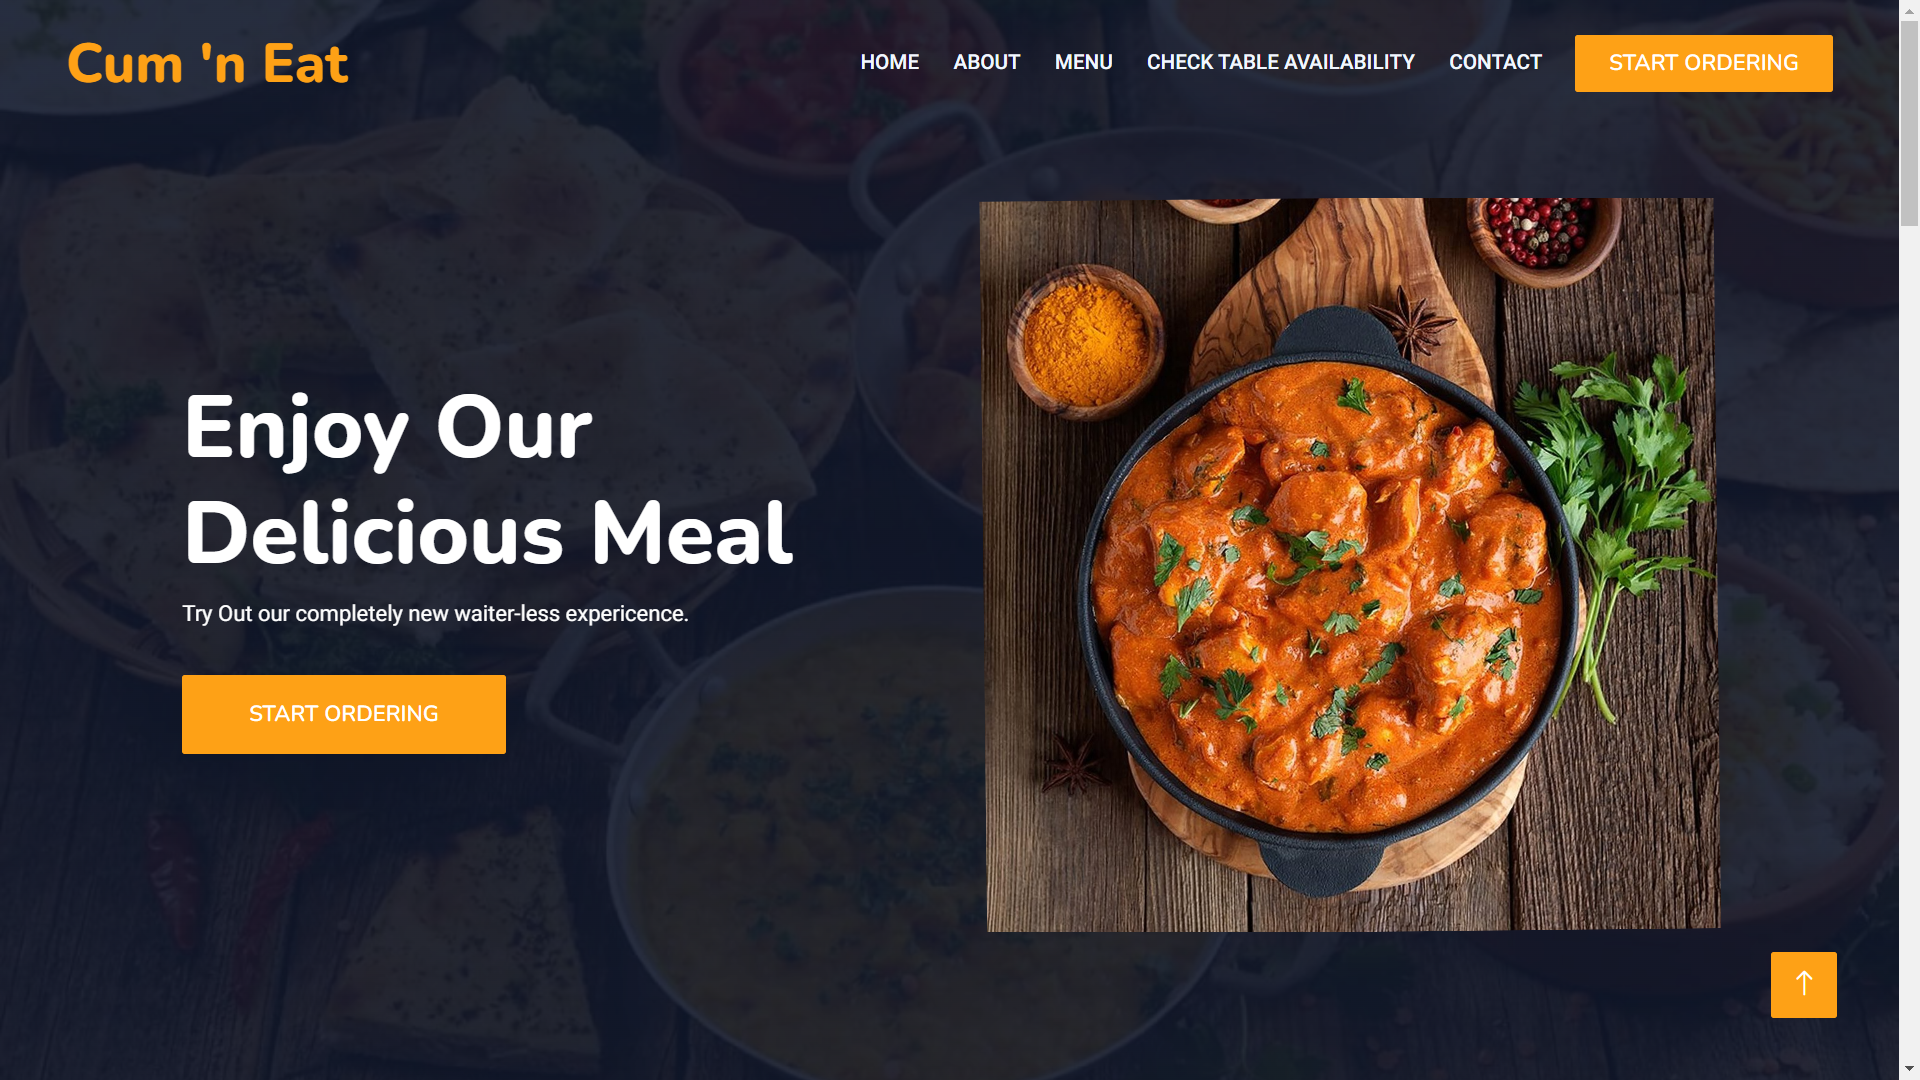 Cum 'n Eat
HOME
ABOUT
MENU
CHECK TABLE AVAILABILITY
CONTACT
START ORDERING
Enjoy Our
Delicious Meal
Try Out our completely new waiter-less expericence.
START ORDERING